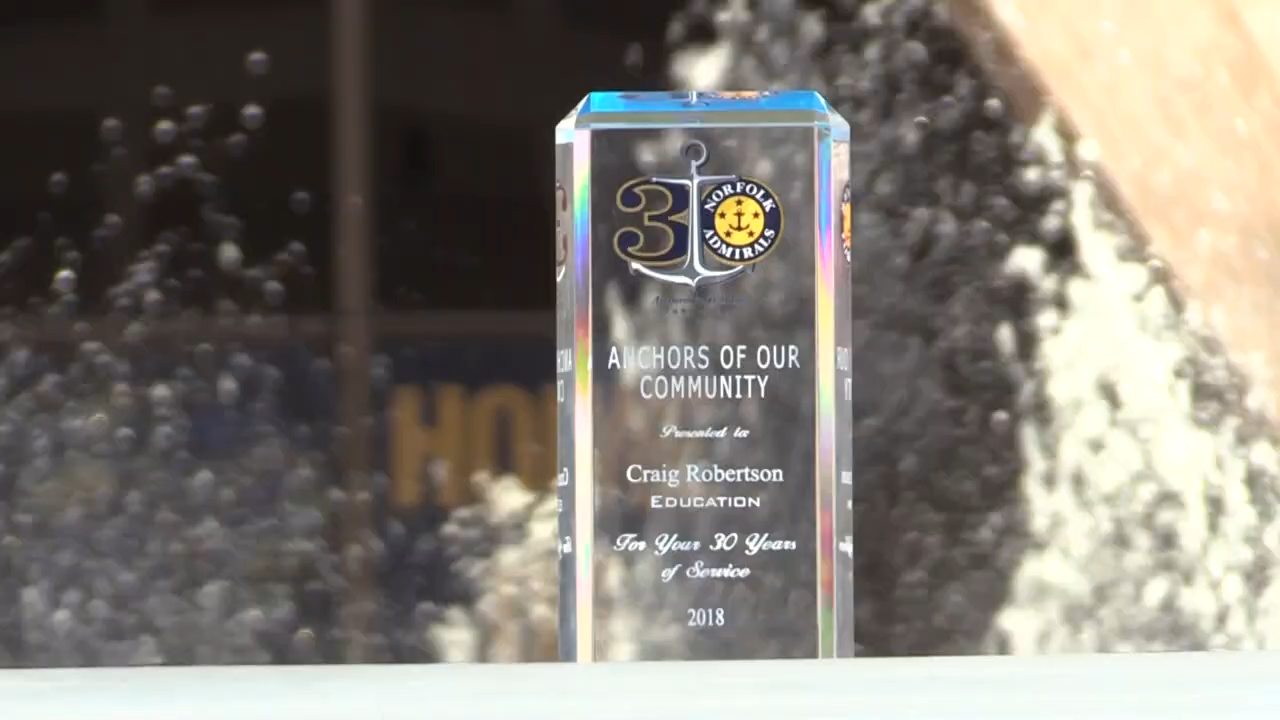 30
NORFOLK
ADMIRALS
ANCHORS OF OUR
COMMUNITY
Presented to
Craig Robertson
EDUCATION
For Your 30 Years
of Service
2018
HO